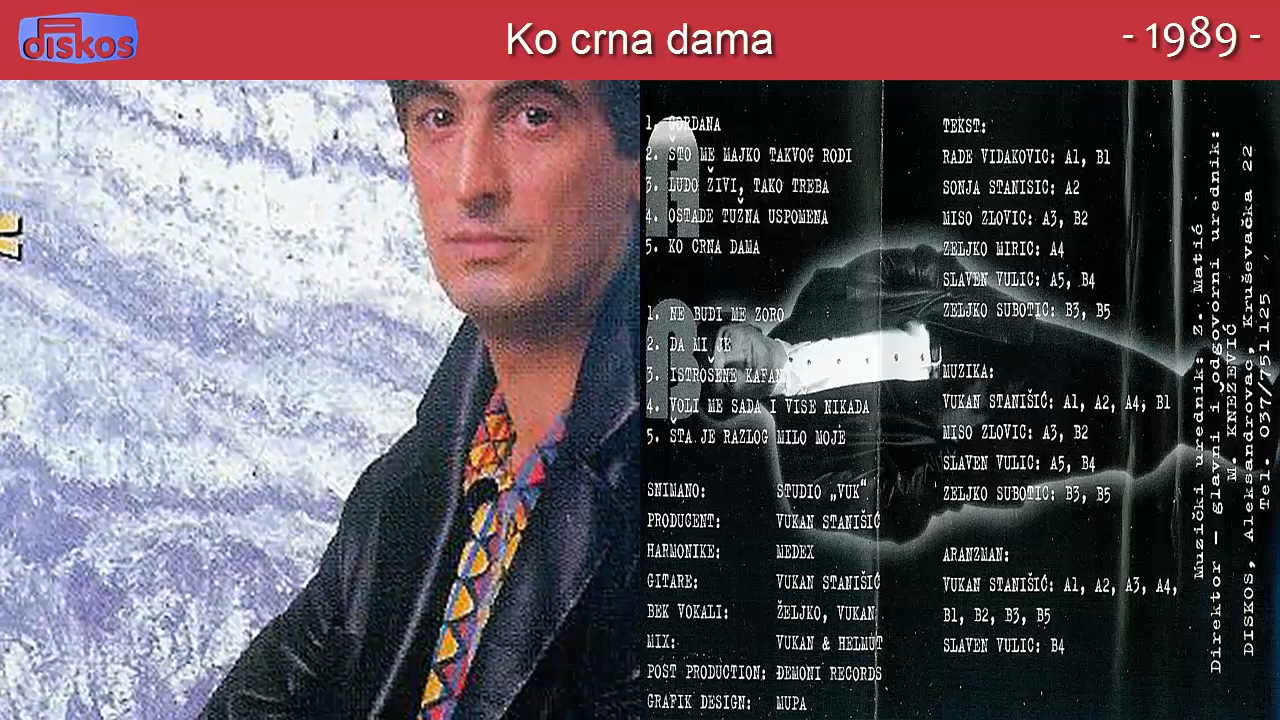 diskos
Ko crna dama
- 1989 -
A
1. GORDANA
2. ŠTO ME MAJKO TAKVOG RODI
3. LUDO ŽIVI, TAKO TREBA
4. OSTADE TUŽNA USPOMENA
5. KO CRNA DAMA
B
1. NE BUDI ME ZORO
2. DA MI JE
3. ISTROŠENE KAFAN
4. VOLI ME SADA I VISE NIKADA
5. ŠTA JE RAZLOG MILO MOJE
SNIMANO: STUDIO „VUK“
PRODUCENT: VUKAN STANIŠIĆ
HARMONIKE: MEDEX
GITARE: VUKAN STANIŠIĆ
BEK VOKALI: ŽELJKO, VUKAN
MIX: VUKAN & HELMUT
POST PRODUCTION: ĐEMONI RECORDS
GRAFIK DESIGN: MUPA
TEKST:
RADE VIDAKOVIC: A1, B1
SONJA STANISIC: A2
MISO ZLOVIC: A3, B2
ZELJKO MIRIC: A4
SLAVEN VULIC: A5, B4
ZELJKO SUBOTIC: B3, B5
MUZIKA:
VUKAN STANIŠIĆ: A1, A2, A4, B1
MISO ZLOVIC: A3, B2
SLAVEN VULIC: A5, B4
ZELJKO SUBOTIC: B3, B5
ARANZMAN:
VUKAN STANIŠIĆ: A1, A2, A3, A4,
B1, B2, B3, B5
SLAVEN VULIC: B4
Muzički urednik: Z. Matić
Direktor — glavni i odgovorni urednik:
M. KNEŽEVIĆ
DISKOS, Aleksandrovac, Kruševačka 22
Tel. 037/751 125